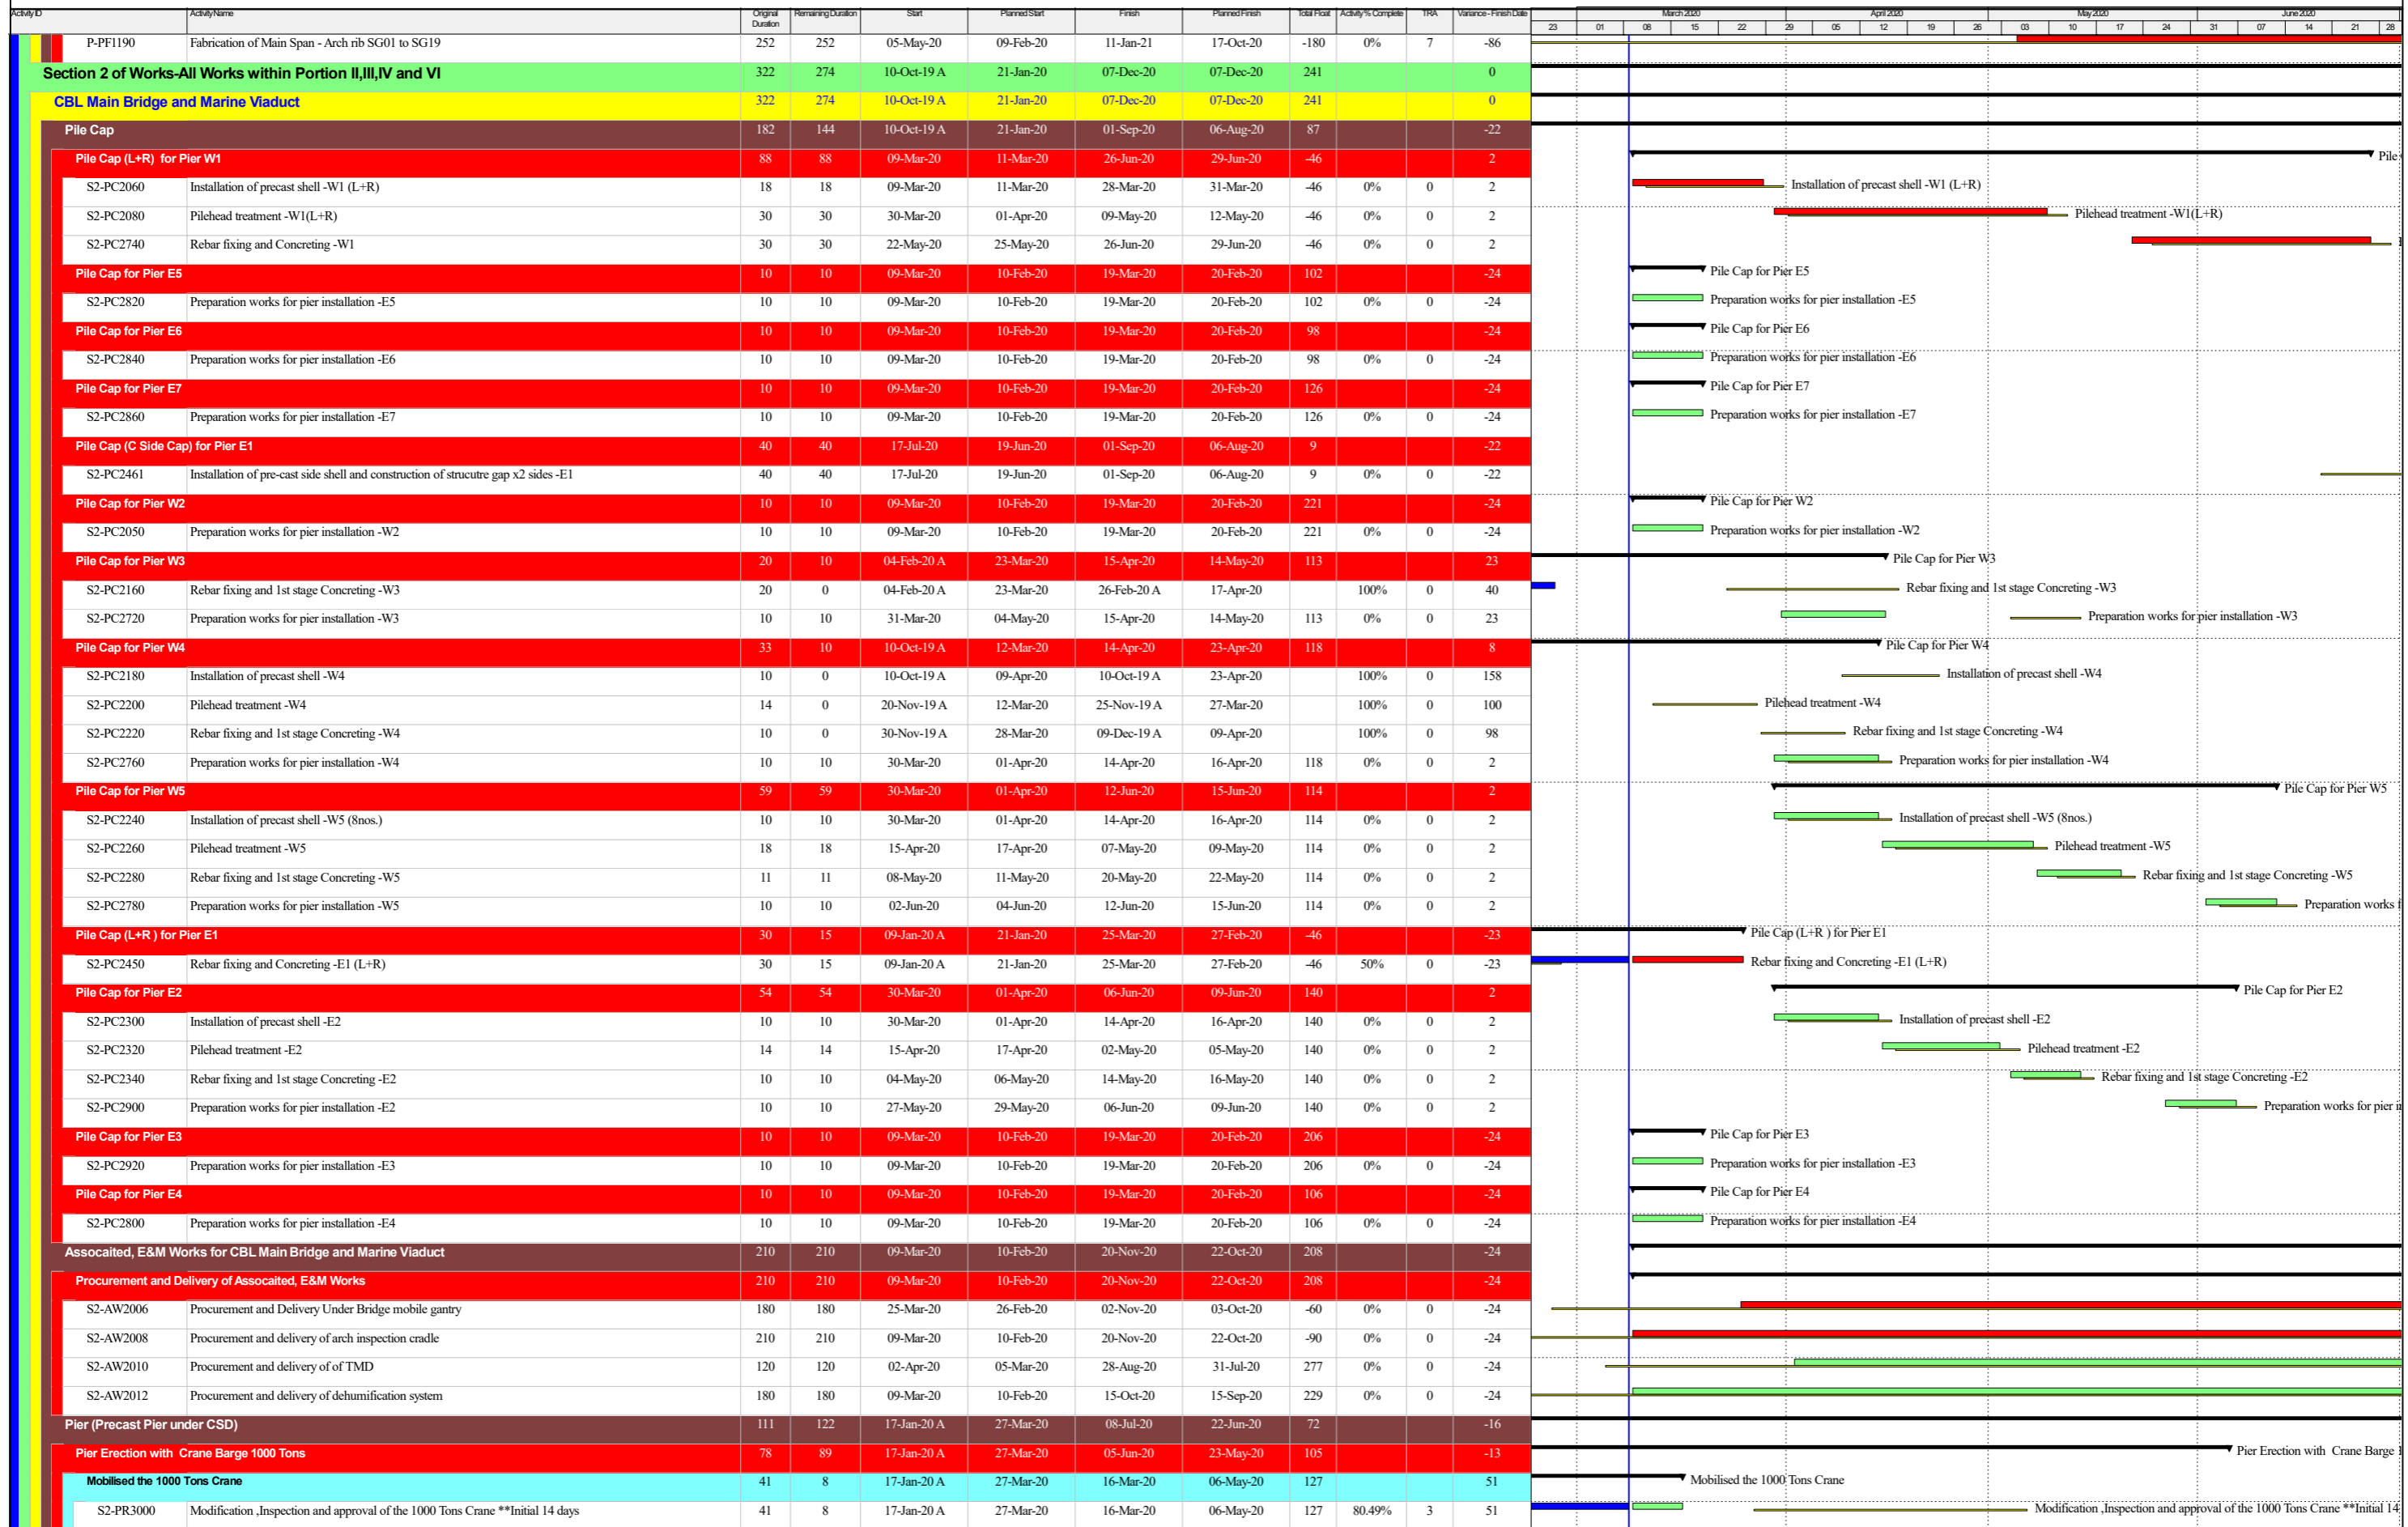 Activity ID Activity Name Original Duration Remaining Duration Start Planned Start Finish Planned Finish Total Float Activity % Complete TRA Variance - Finish Date March 2020 April 2020 May 2020 June 2020
23 01 08 15 22 29 05 12 19 26 03 10 17 24 31 07 14 21 28
P-PF1190 Fabrication of Main Span - Arch rib SG01 to SG19 252 252 05-May-20 09-Feb-20 11-Jan-21 17-Oct-20 -180 0% 7 -86
Section 2 of Works-All Works within Portion II,III,IV and VI 322 274 10-Oct-19 A 21-Jan-20 07-Dec-20 07-Dec-20 241 0
CBL Main Bridge and Marine Viaduct 322 274 10-Oct-19 A 21-Jan-20 07-Dec-20 07-Dec-20 241 0
Pile Cap 182 144 10-Oct-19 A 21-Jan-20 01-Sep-20 06-Aug-20 87 -22
Pile Cap (L+R) for Pier W1 88 88 09-Mar-20 11-Mar-20 26-Jun-20 29-Jun-20 -46 2 Pile
S2-PC2060 Installation of precast shell -W1 (L+R) 18 18 09-Mar-20 11-Mar-20 28-Mar-20 31-Mar-20 -46 0% 0 2 Installation of precast shell -W1 (L+R)
S2-PC2080 Pilehead treatment -W1(L+R) 30 30 30-Mar-20 01-Apr-20 09-May-20 12-May-20 -46 0% 0 2 Pilehead treatment -W1(L+R)
S2-PC2740 Rebar fixing and Concreting -W1 30 30 22-May-20 25-May-20 26-Jun-20 29-Jun-20 -46 0% 0 2
Pile Cap for Pier E5 10 10 09-Mar-20 10-Feb-20 19-Mar-20 20-Feb-20 102 -24 Pile Cap for Pier E5
S2-PC2820 Preparation works for pier installation -E5 10 10 09-Mar-20 10-Feb-20 19-Mar-20 20-Feb-20 102 0% 0 -24 Preparation works for pier installation -E5
Pile Cap for Pier E6 10 10 09-Mar-20 10-Feb-20 19-Mar-20 20-Feb-20 98 -24 Pile Cap for Pier E6
S2-PC2840 Preparation works for pier installation -E6 10 10 09-Mar-20 10-Feb-20 19-Mar-20 20-Feb-20 98 0% 0 -24 Preparation works for pier installation -E6
Pile Cap for Pier E7 10 10 09-Mar-20 10-Feb-20 19-Mar-20 20-Feb-20 126 -24 Pile Cap for Pier E7
S2-PC2860 Preparation works for pier installation -E7 10 10 09-Mar-20 10-Feb-20 19-Mar-20 20-Feb-20 126 0% 0 -24 Preparation works for pier installation -E7
Pile Cap (C Side Cap) for Pier E1 40 40 17-Jul-20 19-Jun-20 01-Sep-20 06-Aug-20 9 -22
S2-PC2461 Installation of pre-cast side shell and construction of strucutre gap x2 sides -E1 40 40 17-Jul-20 19-Jun-20 01-Sep-20 06-Aug-20 9 0% 0 -22
Pile Cap for Pier W2 10 10 09-Mar-20 10-Feb-20 19-Mar-20 20-Feb-20 221 -24 Pile Cap for Pier W2
S2-PC2050 Preparation works for pier installation -W2 10 10 09-Mar-20 10-Feb-20 19-Mar-20 20-Feb-20 221 0% 0 -24 Preparation works for pier installation -W2
Pile Cap for Pier W3 20 10 04-Feb-20 A 23-Mar-20 15-Apr-20 14-May-20 113 23 Pile Cap for Pier W3
S2-PC2160 Rebar fixing and 1st stage Concreting -W3 20 0 04-Feb-20 A 23-Mar-20 26-Feb-20 A 17-Apr-20 100% 0 40 Rebar fixing and 1st stage Concreting -W3
S2-PC2720 Preparation works for pier installation -W3 10 10 31-Mar-20 04-May-20 15-Apr-20 14-May-20 113 0% 0 23 Preparation works for pier installation -W3
Pile Cap for Pier W4 33 10 10-Oct-19 A 12-Mar-20 14-Apr-20 23-Apr-20 118 8 Pile Cap for Pier W4
S2-PC2180 Installation of precast shell -W4 10 0 10-Oct-19 A 09-Apr-20 10-Oct-19 A 23-Apr-20 100% 0 158 Installation of precast shell -W4
S2-PC2200 Pilehead treatment -W4 14 0 20-Nov-19 A 12-Mar-20 25-Nov-19 A 27-Mar-20 100% 0 100 Pilehead treatment -W4
S2-PC2220 Rebar fixing and 1st stage Concreting -W4 10 0 30-Nov-19 A 28-Mar-20 09-Dec-19 A 09-Apr-20 100% 0 98 Rebar fixing and 1st stage Concreting -W4
S2-PC2760 Preparation works for pier installation -W4 10 10 30-Mar-20 01-Apr-20 14-Apr-20 16-Apr-20 118 0% 0 2 Preparation works for pier installation -W4
Pile Cap for Pier W5 59 59 30-Mar-20 01-Apr-20 12-Jun-20 15-Jun-20 114 2 Pile Cap for Pier W5
S2-PC2240 Installation of precast shell -W5 (8nos.) 10 10 30-Mar-20 01-Apr-20 14-Apr-20 16-Apr-20 114 0% 0 2 Installation of precast shell -W5 (8nos.)
S2-PC2260 Pilehead treatment -W5 18 18 15-Apr-20 17-Apr-20 07-May-20 09-May-20 114 0% 0 2 Pilehead treatment -W5
S2-PC2280 Rebar fixing and 1st stage Concreting -W5 11 11 08-May-20 11-May-20 20-May-20 22-May-20 114 0% 0 2 Rebar fixing and 1st stage Concreting -W5
S2-PC2780 Preparation works for pier installation -W5 10 10 02-Jun-20 04-Jun-20 12-Jun-20 15-Jun-20 114 0% 0 2 Preparation works
Pile Cap (L+R ) for Pier E1 30 15 09-Jan-20 A 21-Jan-20 25-Mar-20 27-Feb-20 -46 -23 Pile Cap (L+R ) for Pier E1
S2-PC2450 Rebar fixing and Concreting -E1 (L+R) 30 15 09-Jan-20 A 21-Jan-20 25-Mar-20 27-Feb-20 -46 50% 0 -23 Rebar fixing and Concreting -E1 (L+R)
Pile Cap for Pier E2 54 54 30-Mar-20 01-Apr-20 06-Jun-20 09-Jun-20 140 2 Pile Cap for Pier E2
S2-PC2300 Installation of precast shell -E2 10 10 30-Mar-20 01-Apr-20 14-Apr-20 16-Apr-20 140 0% 0 2 Installation of precast shell -E2
S2-PC2320 Pilehead treatment -E2 14 14 15-Apr-20 17-Apr-20 02-May-20 05-May-20 140 0% 0 2 Pilehead treatment -E2
S2-PC2340 Rebar fixing and 1st stage Concreting -E2 10 10 04-May-20 06-May-20 14-May-20 16-May-20 140 0% 0 2 Rebar fixing and 1st stage Concreting -E2
S2-PC2900 Preparation works for pier installation -E2 10 10 27-May-20 29-May-20 06-Jun-20 09-Jun-20 140 0% 0 2 Preparation works for pier
Pile Cap for Pier E3 10 10 09-Mar-20 10-Feb-20 19-Mar-20 20-Feb-20 206 -24 Pile Cap for Pier E3
S2-PC2920 Preparation works for pier installation -E3 10 10 09-Mar-20 10-Feb-20 19-Mar-20 20-Feb-20 206 0% 0 -24 Preparation works for pier installation -E3
Pile Cap for Pier E4 10 10 09-Mar-20 10-Feb-20 19-Mar-20 20-Feb-20 106 -24 Pile Cap for Pier E4
S2-PC2800 Preparation works for pier installation -E4 10 10 09-Mar-20 10-Feb-20 19-Mar-20 20-Feb-20 106 0% 0 -24 Preparation works for pier installation -E4
Assocaited, E&M Works for CBL Main Bridge and Marine Viaduct 210 210 09-Mar-20 10-Feb-20 20-Nov-20 22-Oct-20 208 -24
Procurement and Delivery of Assocaited, E&M Works 210 210 09-Mar-20 10-Feb-20 20-Nov-20 22-Oct-20 208 -24
S2-AW2006 Procurement and Delivery Under Bridge mobile gantry 180 180 25-Mar-20 26-Feb-20 02-Nov-20 03-Oct-20 -60 0% 0 -24
S2-AW2008 Procurement and delivery of arch inspection cradle 210 210 09-Mar-20 10-Feb-20 20-Nov-20 22-Oct-20 -90 0% 0 -24
S2-AW2010 Procurement and delivery of of TMD 120 120 02-Apr-20 05-Mar-20 28-Aug-20 31-Jul-20 277 0% 0 -24
S2-AW2012 Procurement and delivery of dehumification system 180 180 09-Mar-20 10-Feb-20 15-Oct-20 15-Sep-20 229 0% 0 -24
Pier (Precast Pier under CSD) 111 122 17-Jan-20 A 27-Mar-20 08-Jul-20 22-Jun-20 72 -16
Pier Erection with Crane Barge 1000 Tons 78 89 17-Jan-20 A 27-Mar-20 05-Jun-20 23-May-20 105 -13 Pier Erection with Crane Barge
Mobilised the 1000 Tons Crane 41 8 17-Jan-20 A 27-Mar-20 16-Mar-20 06-May-20 127 51 Mobilised the 1000 Tons Crane
S2-PR3000 Modification ,Inspection and approval of the 1000 Tons Crane **Initial 14 days 41 8 17-Jan-20 A 27-Mar-20 16-Mar-20 06-May-20 127 80.49% 3 51 Modification ,Inspection and approval of the 1000 Tons Crane **Initial 14